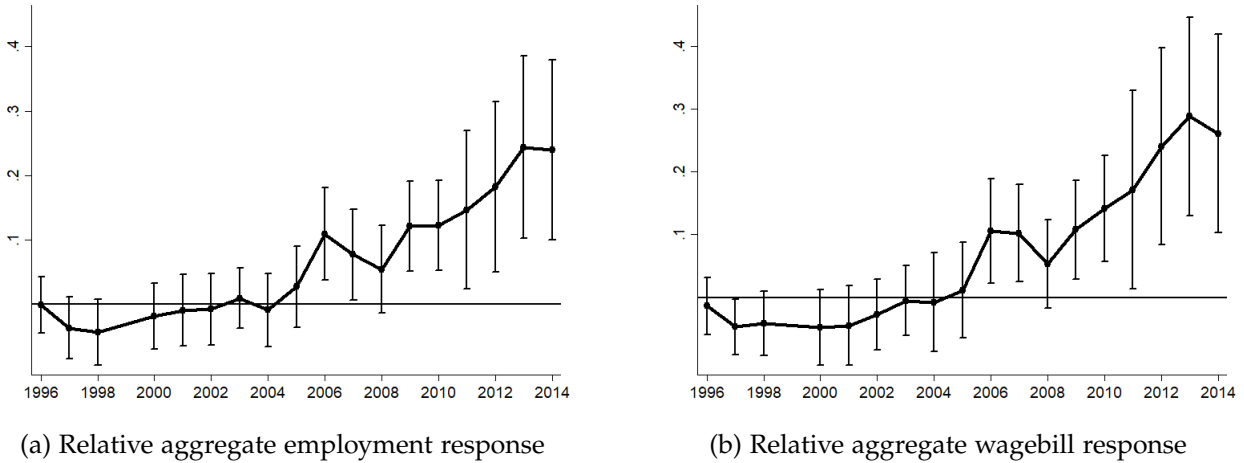 .4
.3
.2
.1
1996 1998 2000 2002 2004 2006 2008 2010 2012 2014
(a) Relative aggregate employment response
.4
.3
.2
.1
1996 1998 2000 2002 2004 2006 2008 2010 2012 2014
(b) Relative aggregate wagebill response